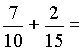 7/10 + 2/15 =